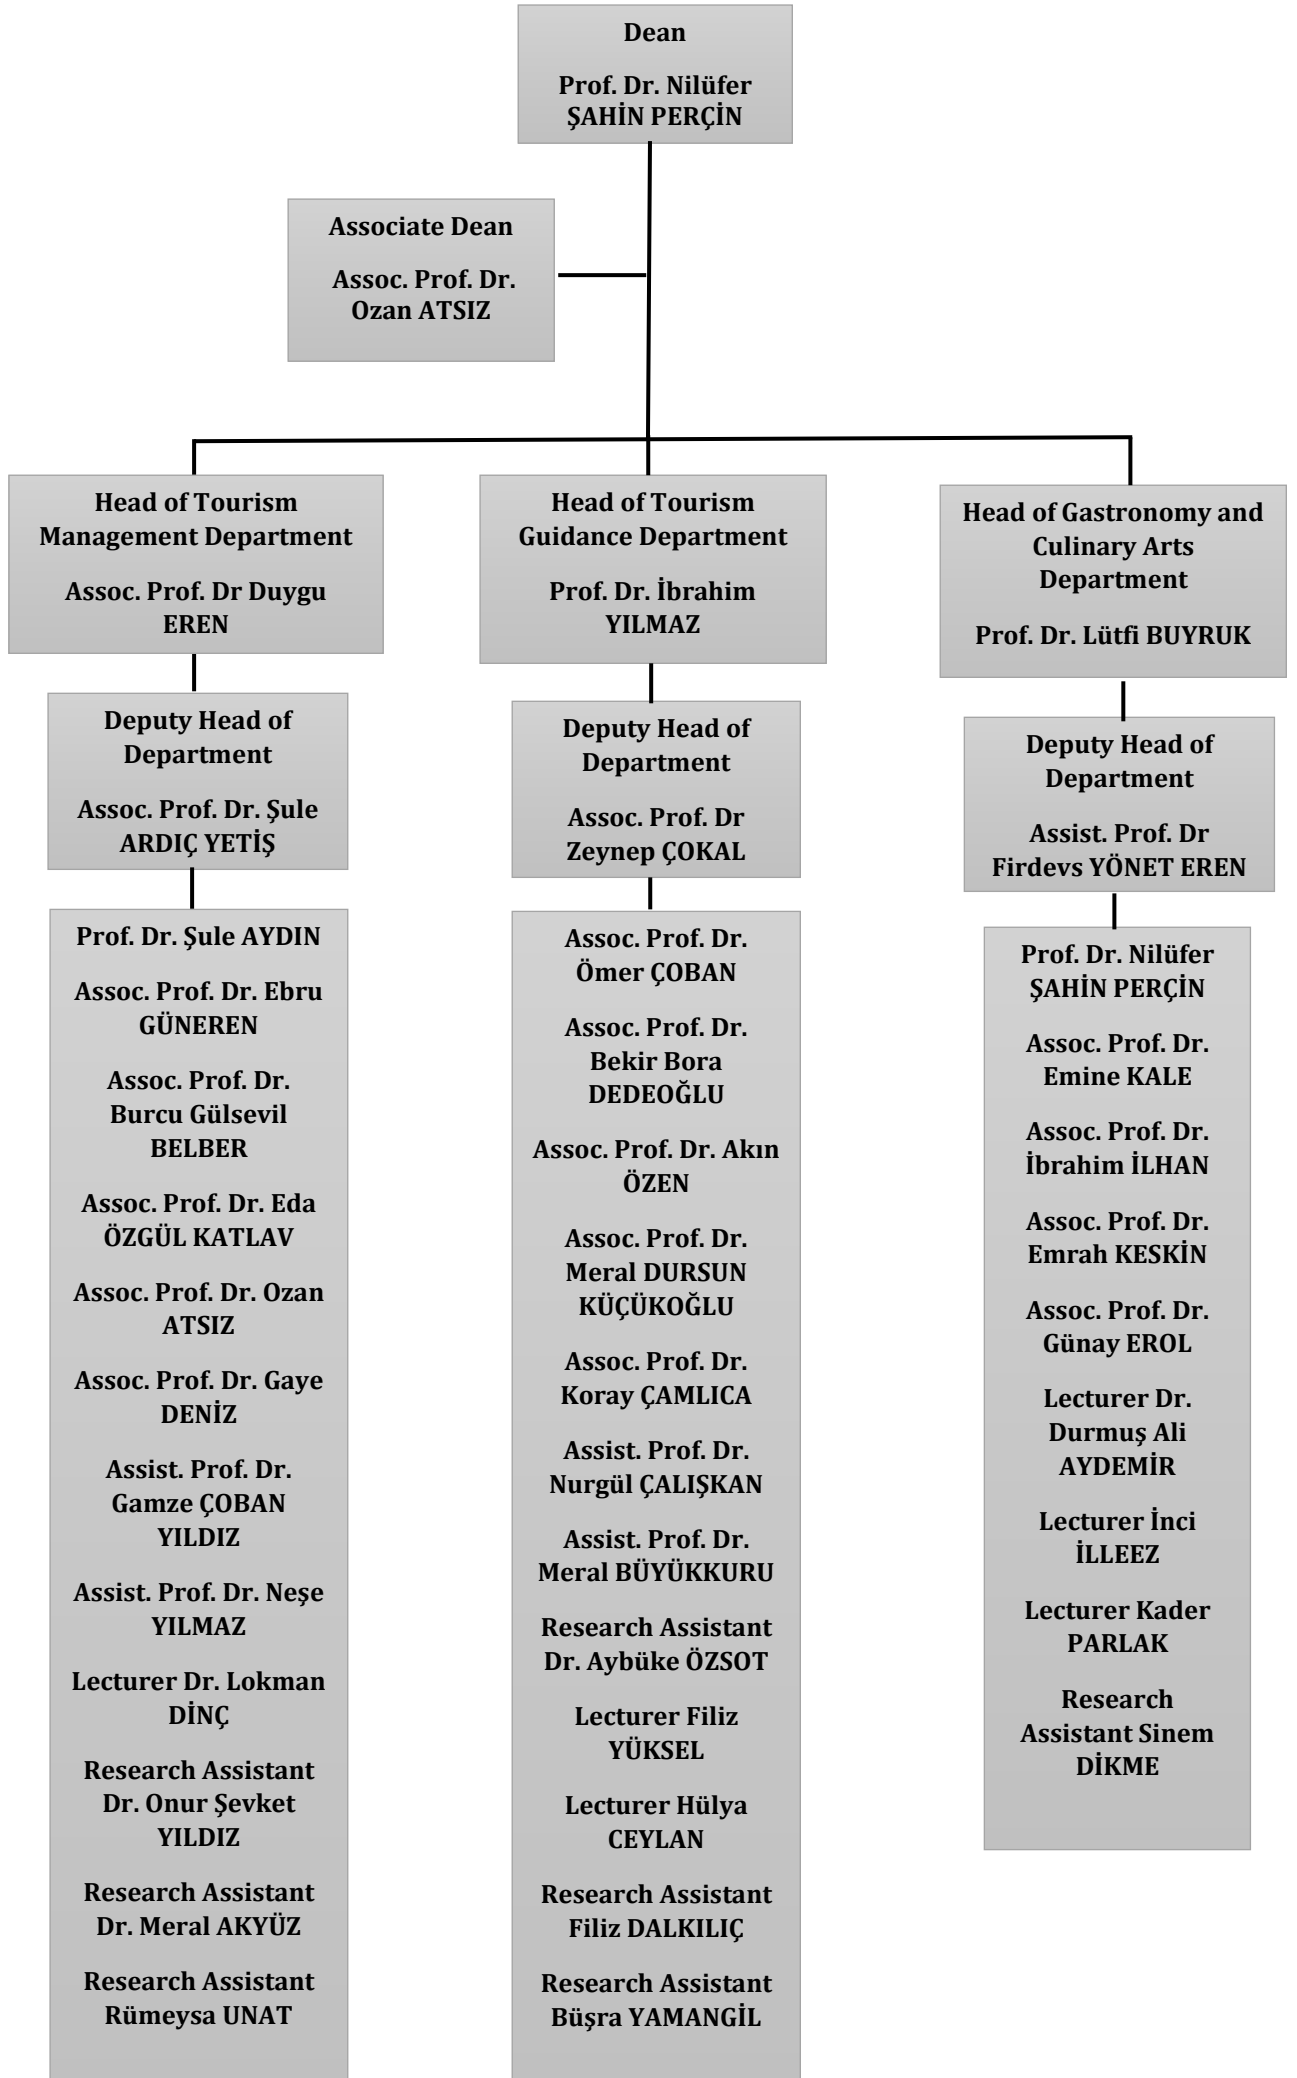 Dean
Prof. Dr. Nilüfer
ŞAHİN PERÇİN
Associate Dean
Assoc. Prof. Dr.
Ozan ATSIZ
Head of Tourism
Management Department
Assoc. Prof. Dr Duygu
EREN
Deputy Head of
Department
Assoc. Prof. Dr. Şule
ARDIÇ YETİŞ
Prof. Dr. Şule AYDIN
Assoc. Prof. Dr. Ebru
GÜNEREN
Assoc. Prof. Dr.
Burcu Gülsevil
BELBER
Assoc. Prof. Dr. Eda
ÖZGÜL KATLAV
Assoc. Prof. Dr. Ozan
ATSIZ
Assoc. Prof. Dr. Gaye
DENİZ
Assist. Prof. Dr.
Gamze ÇOBAN
YILDIZ
Assist. Prof. Dr. Neşe
YILMAZ
Lecturer Dr. Lokman
DİNÇ
Research Assistant
Dr. Onur Şevket
YILDIZ
Research Assistant
Dr. Meral AKYÜZ
Research Assistant
Rümeysa UNAT
Head of Tourism
Guidance Department
Prof. Dr. İbrahim
YILMAZ
Deputy Head of
Department
Assoc. Prof. Dr
Zeynep ÇOKAL
Assoc. Prof. Dr.
Ömer ÇOBAN
Assoc. Prof. Dr.
Bekir Bora
DEDEOĞLU
Assoc. Prof. Dr. Akın
ÖZEN
Assoc. Prof. Dr.
Meral DURSUN
KÜÇÜKOĞLU
Assoc. Prof. Dr.
Koray ÇAMLICA
Assist. Prof. Dr.
Nurgül ÇALIŞKAN
Assist. Prof. Dr.
Meral BÜYÜKKURU
Research Assistant
Dr. Aybüke ÖZSOT
Lecturer Filiz
YÜKSEL
Lecturer Hülya
CEYLAN
Research Assistant
Filiz DALKILIÇ
Research Assistant
Büşra YAMANGİL
Head of Gastronomy and
Culinary Arts
Department
Prof. Dr. Lütfi BUYRUK
Deputy Head of
Department
Assist. Prof. Dr
Firdevs YÖNET EREN
Prof. Dr. Nilüfer
ŞAHİN PERÇİN
Assoc. Prof. Dr.
Emine KALE
Assoc. Prof. Dr.
İbrahim İLHAN
Assoc. Prof. Dr.
Emrah KESKİN
Assoc. Prof. Dr.
Günay EROL
Lecturer Dr.
Durmuş Ali
AYDEMİR
Lecturer İnci
İLLEEZ
Lecturer Kader
PARLAK
Research
Assistant Sinem
DİKME